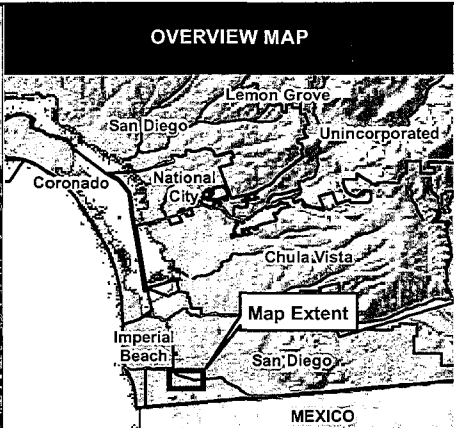 OVERVIEW MAP
Lemon Grove
San Diego
Unincorporated
Coronado
National
City
Chula Vista
Map Extent
Imperial
Beach
San Diego
MEXICO